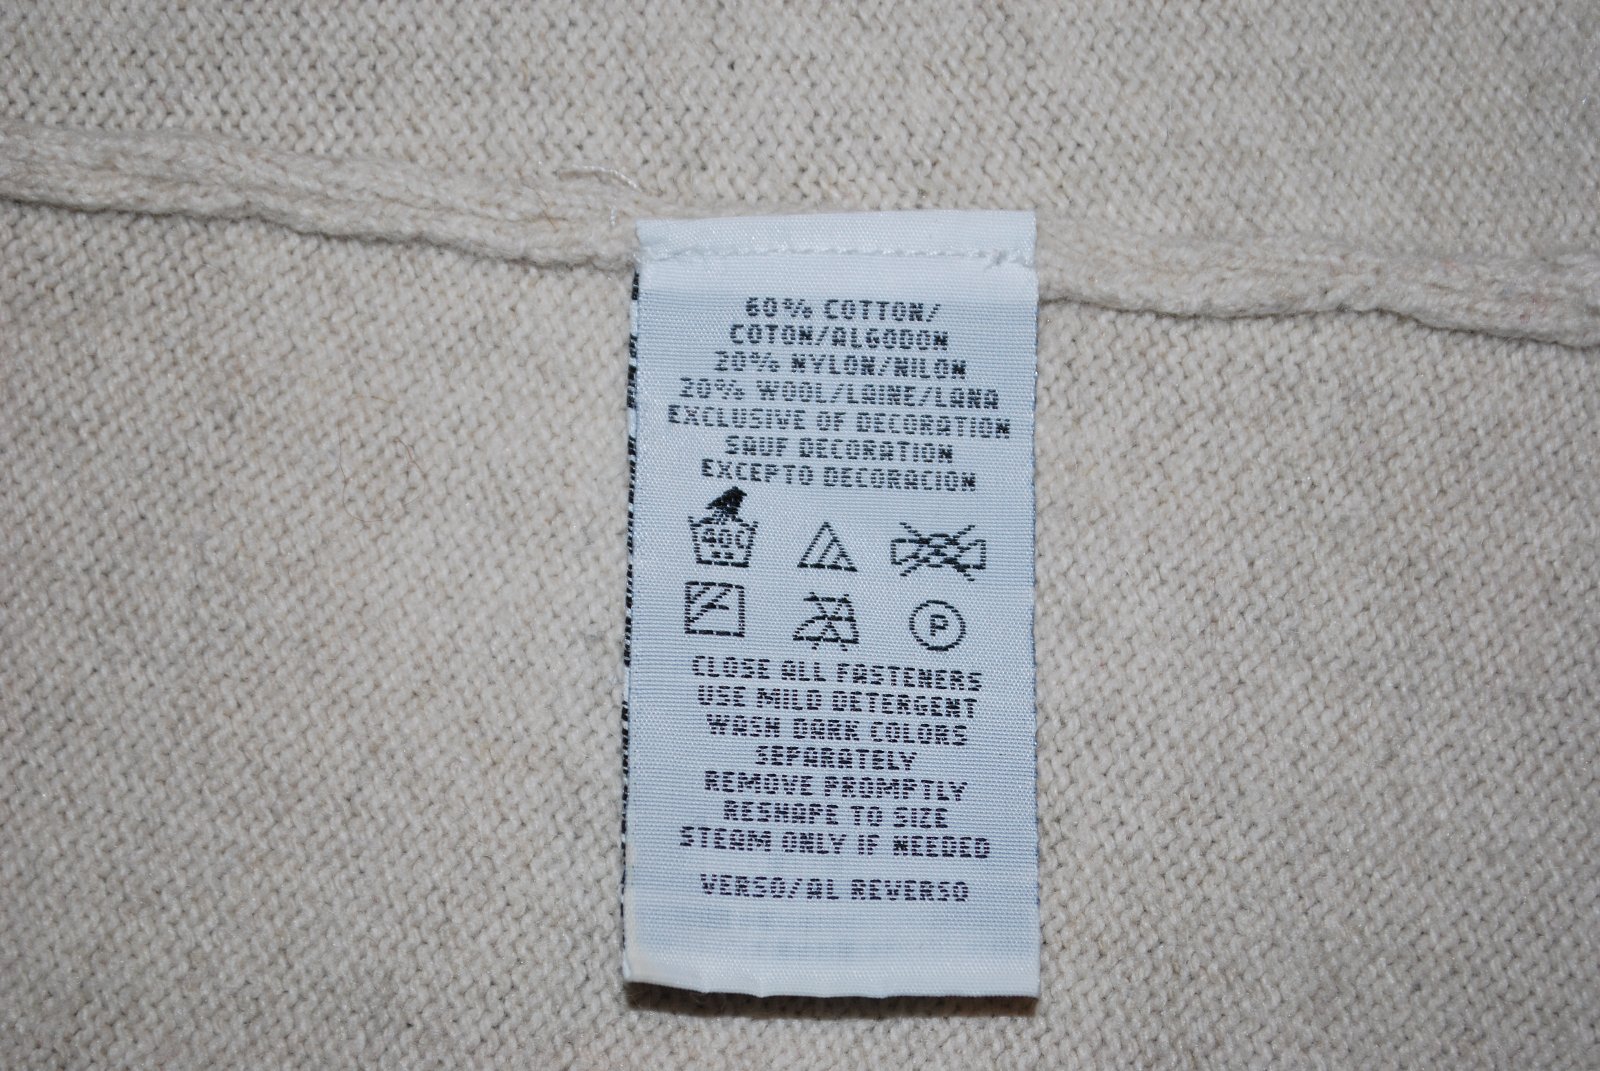 60% COTTON/
COTON/ALGODON
20% NYLON/NILON
20% WOOL/LAINE/LANA
EXCLUSIVE OF DECORATION
SAUF DECORATION
EXCEPTO DECORACION
40C
P
CLOSE ALL FASTENERS
USE MILD DETERGENT
WASH DARK COLORS
SEPARATELY
REMOVE PROMPTLY
RESHAPE TO SIZE
STEAM ONLY IF NEEDED
VERSO/AL REVERSO